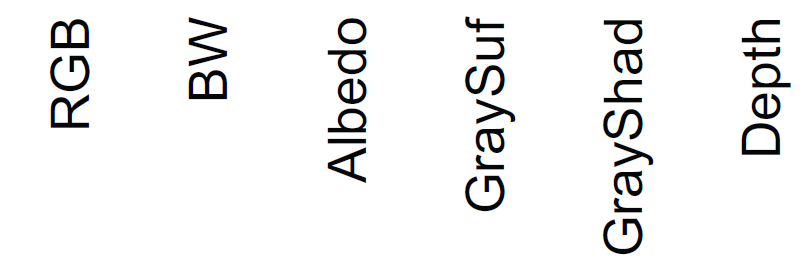 RGB
BW
Albedo
GraySuf
GrayShad
Depth